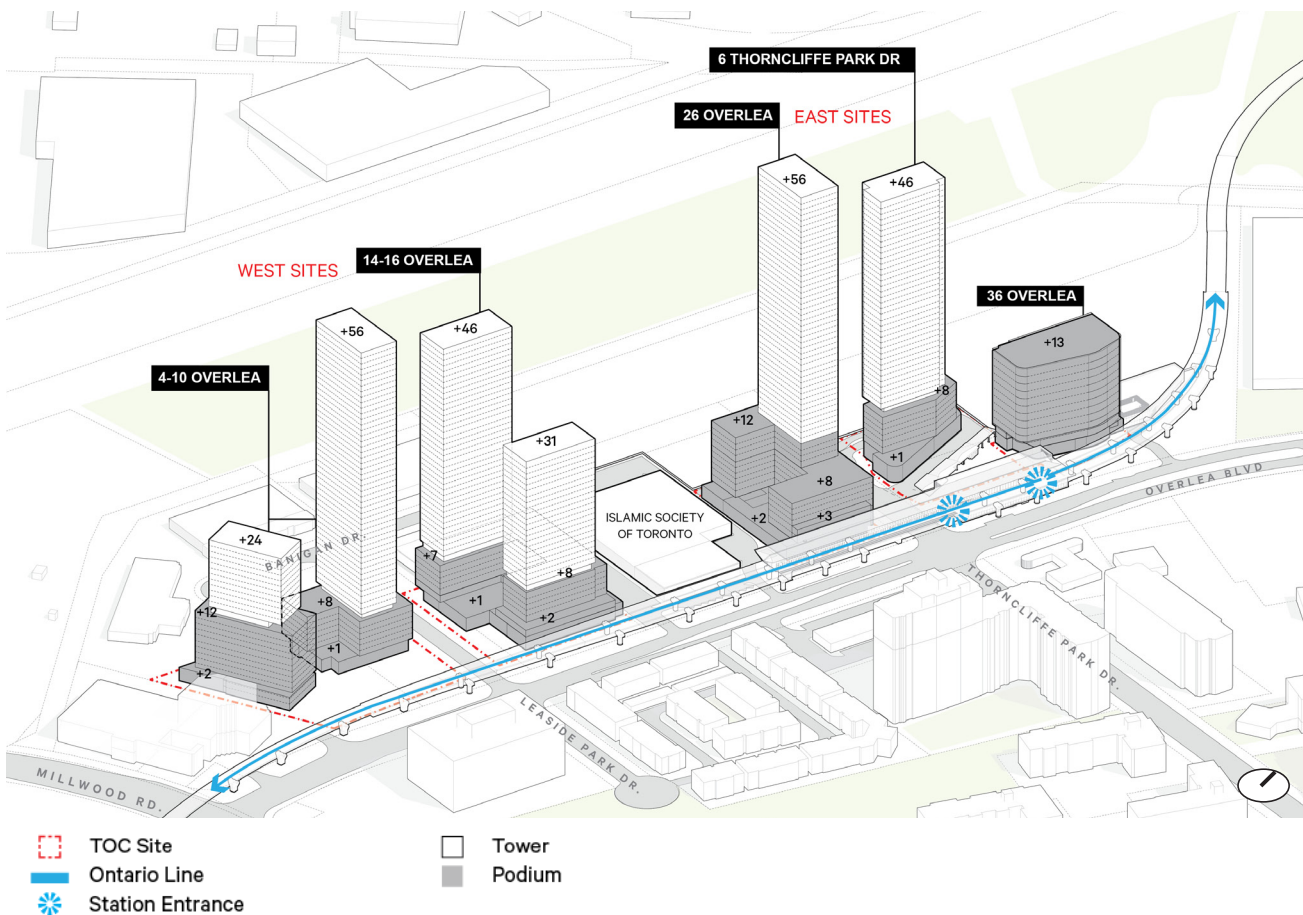 6 THORNCLIFFE PARK DR
26 OVERLEA
EAST SITES
+56
+46
WEST SITES
14-16 OVERLEA
36 OVERLEA
+56
+46
+13
4-10 OVERLEA
+8
+12
+31
+1
+8
OVERLEA BLVD
ISLAMIC SOCIETY
OF TORONTO
+2
+3
+24
BANIGAN DR.
+7
+8
+12
+8
+1
+2
THORNCLIFFE PARK DR.
+1
+2
LEASIDE PARK DR.
MILLWOOD RD.
TOC Site
Tower
Ontario Line
Podium
Station Entrance